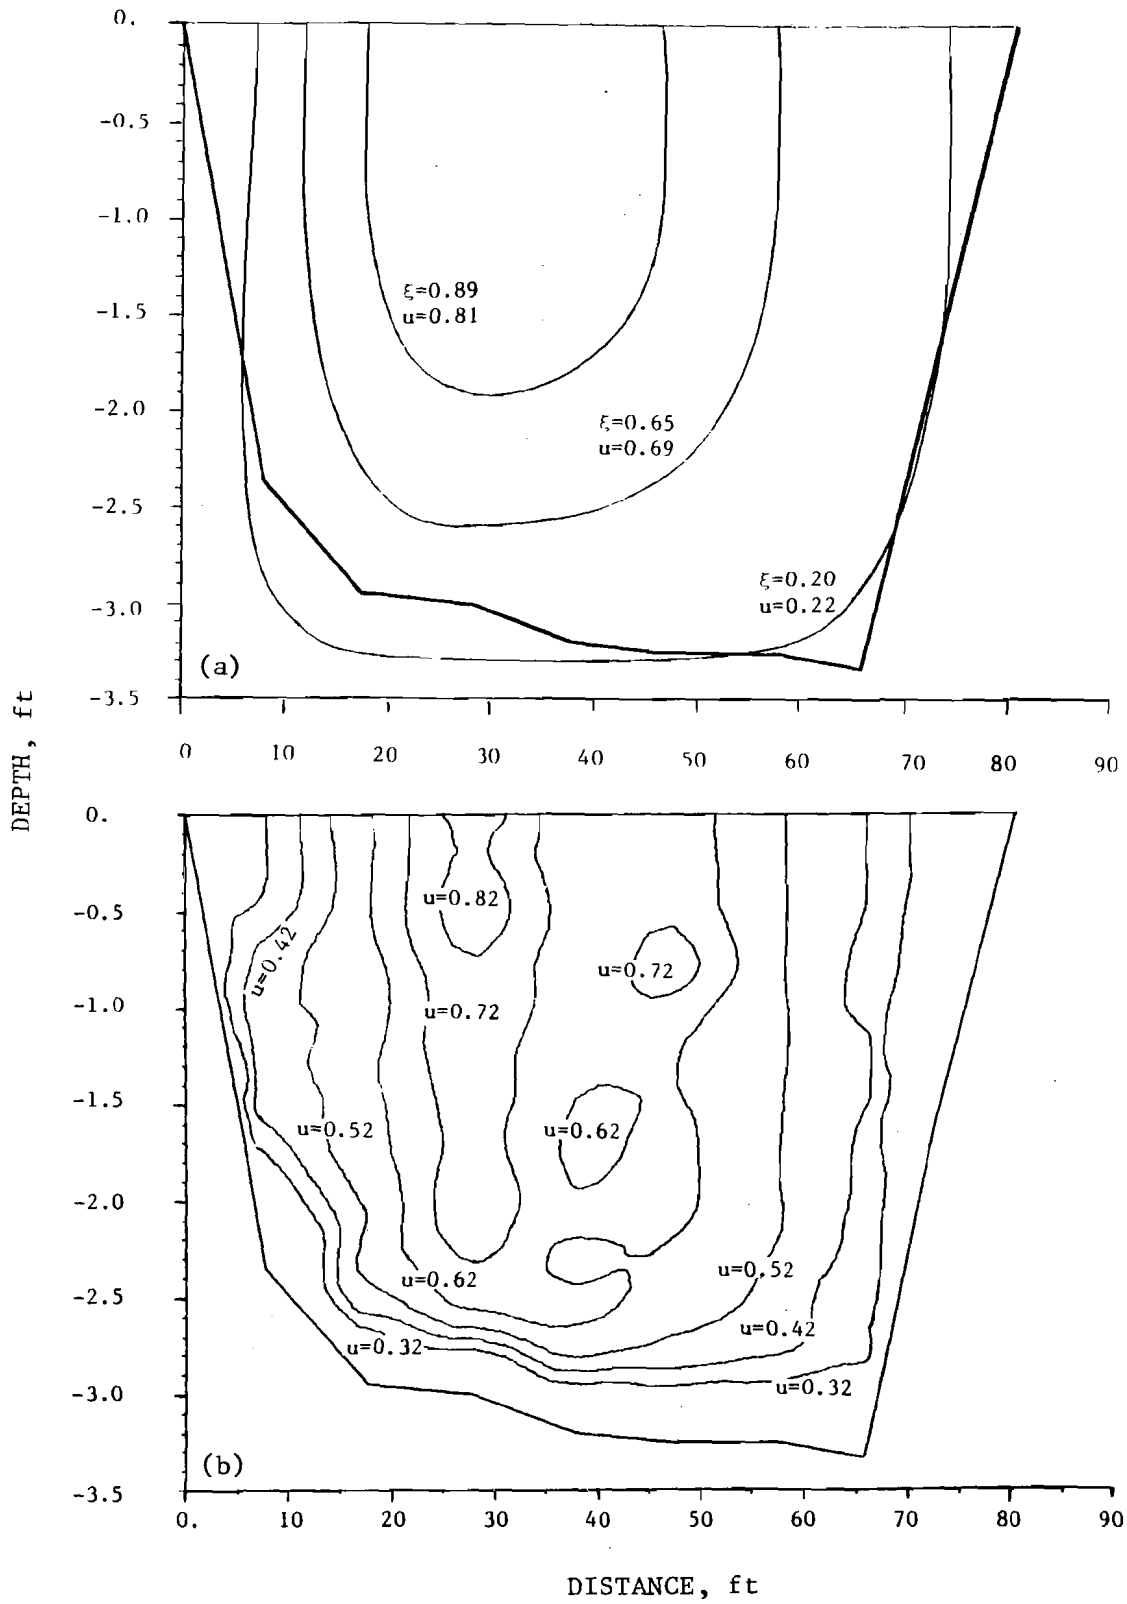 0.
-0.5
-1.0
-1.5
-2.0
-2.5
-3.0
-3.5
ξ=0.89
u=0.81
ξ=0.65
u=0.69
ξ=0.20
u=0.22
(a)
0 10 20 30 40 50 60 70 80 90
DEPTH, ft
0.
-0.5
-1.0
-1.5
-2.0
-2.5
-3.0
-3.5
u=0.82
u=0.42
u=0.72
u=0.72
u=0.52
u=0.62
u=0.62
u=0.52
u=0.42
u=0.32
u=0.32
(b)
0. 10 20 30 40 50 60 70 80 90
DISTANCE, ft